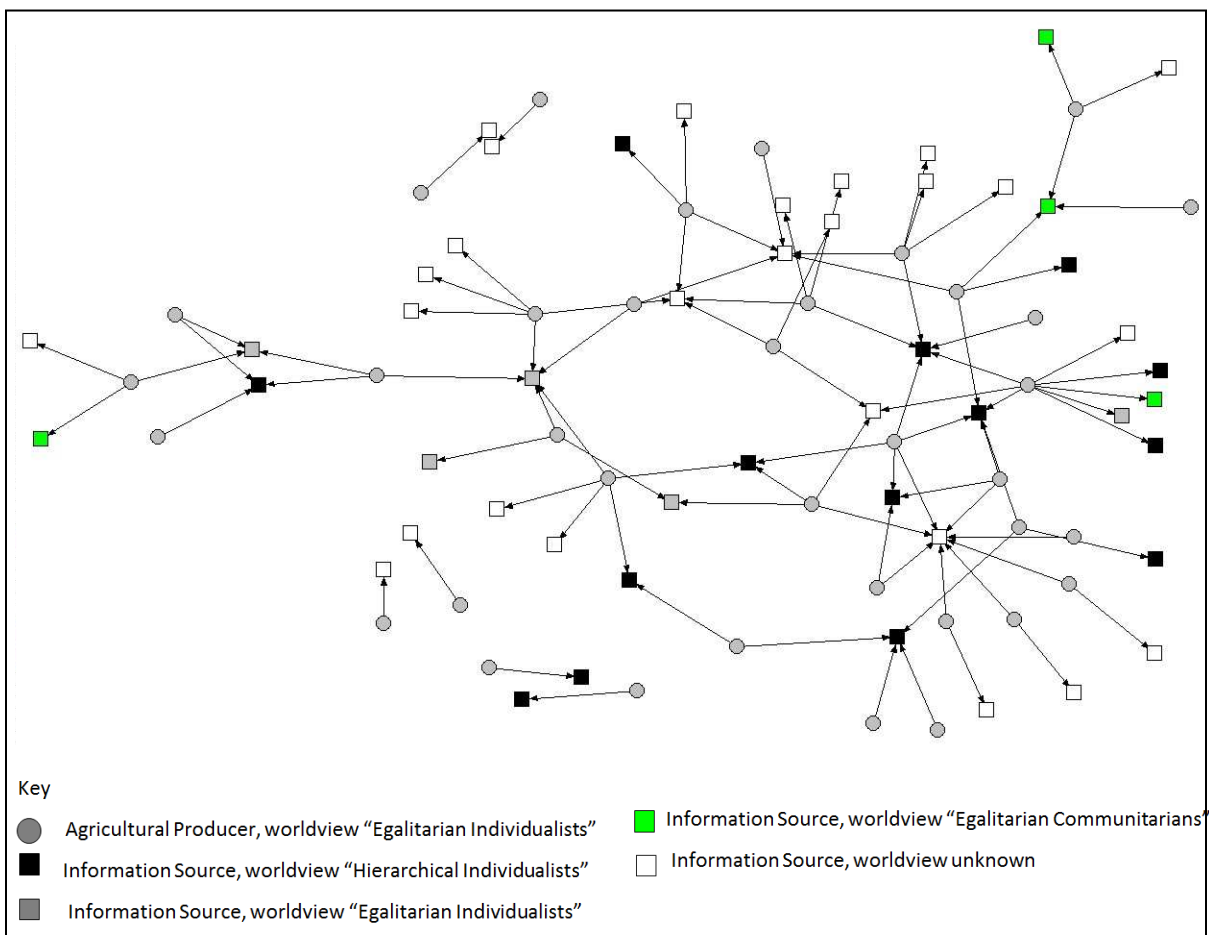 Key
Agricultural Producer, worldview “Egalitarian Individualists”
Information Source, worldview “Hierarchical Individualists”
Information Source, worldview “Egalitarian Individualists”
Information Source, worldview “Egalitarian Communitarians”
Information Source, worldview unknown